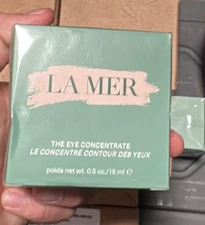 LA MER
THE EYE CONCENTRATE
LE CONCENTRÉ CONTOUR DES YEUX
poids net wt. 0.5 oz/15 ml e